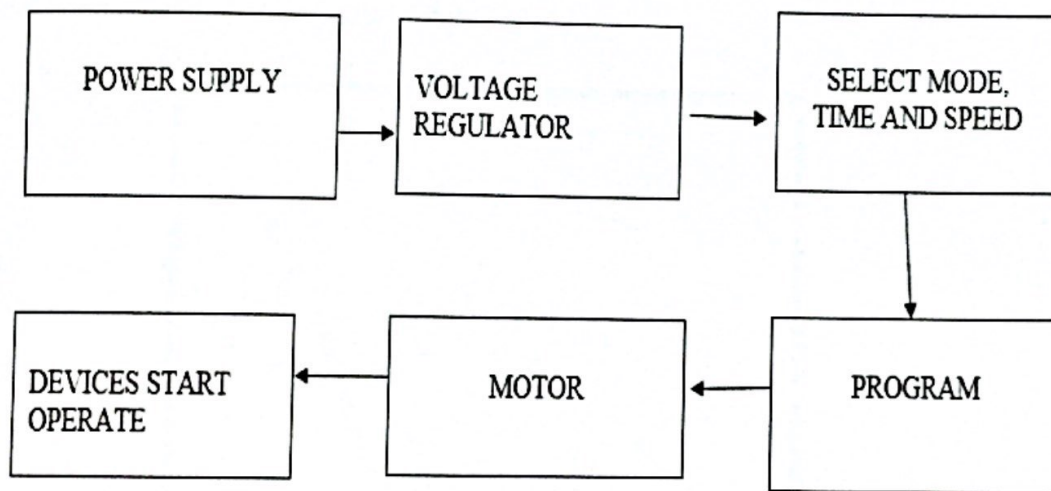 POWER SUPPLY
VOLTAGE
REGULATOR
SELECT MODE,
TIME AND SPEED
DEVICES START
OPERATE
MOTOR
PROGRAM